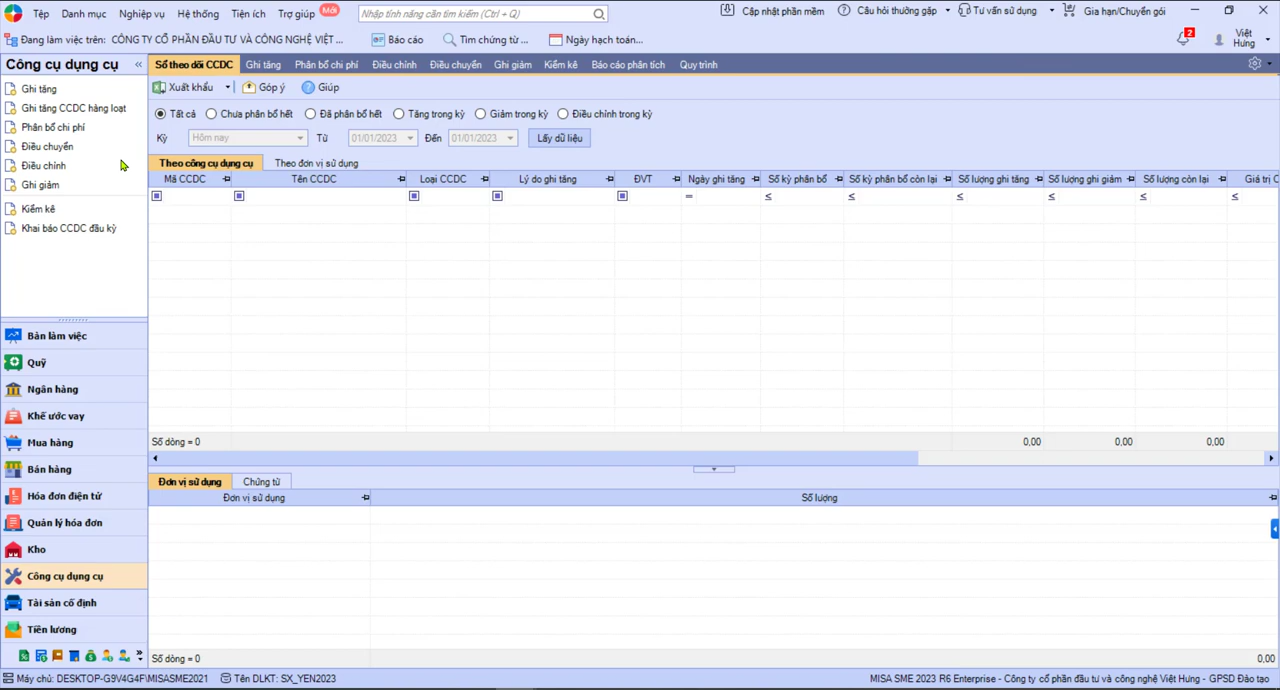 Tệp Danh mục Nghiệp vụ Hệ thống Tiện ích Trợ giúp Mới Nhập tính năng cần tìm kiếm (Ctrl + Q) Cập nhật phần mềm Câu hỏi thường gặp Tư vấn sử dụng Gia hạn/Chuyển gói
Đang làm việc trên: CÔNG TY CỔ PHẦN ĐẦU TƯ VÀ CÔNG NGHỆ VIỆT ... Báo cáo Tìm chứng từ ... Ngày hạch toán... 2 Việt Hưng
Công cụ dụng cụ «
Sổ theo dõi CCDC Ghi tăng Phân bổ chi phí Điều chỉnh Điều chuyển Ghi giảm Kiểm kê Báo cáo phân tích Quy trình
Ghi tăng
Ghi tăng CCDC hàng loạt
Phân bổ chi phí
Điều chuyển
Điều chỉnh
Ghi giảm
Kiểm kê
Khai báo CCDC đầu kỳ
Bàn làm việc
Quỹ
Ngân hàng
Khế ước vay
Mua hàng
Bán hàng
Hóa đơn điện tử
Quản lý hóa đơn
Kho
Công cụ dụng cụ
Tài sản cố định
Tiền lương
Xuất khẩu Góp ý Giúp
Tất cả Chưa phân bổ hết Đã phân bổ hết Tăng trong kỳ Giảm trong kỳ Điều chỉnh trong kỳ
Kỳ Hôm nay Từ 01/01/2023 Đến 01/01/2023 Lấy dữ liệu
Theo công cụ dụng cụ Theo đơn vị sử dụng
Mã CCDC Tên CCDC Loại CCDC Lý do ghi tăng ĐVT Ngày ghi tăng Số kỳ phân bổ Số kỳ phân bổ còn lại Số lượng ghi tăng Số lượng ghi giảm Số lượng còn lại Giá trị C
= ≤ ≤ ≤ ≤ ≤ ≤
Số dòng = 0 0,00 0,00 0,00
Đơn vị sử dụng Chứng từ
Đơn vị sử dụng Số lượng
Số dòng = 0 0,00
Máy chủ: DESKTOP-G9V4G4F\MISASME2021 Tên DLKT: SX_YEN2023 MISA SME 2023 R6 Enterprise - Công ty cổ phần đầu tư và công nghệ Việt Hưng - GPSD Đào tạo